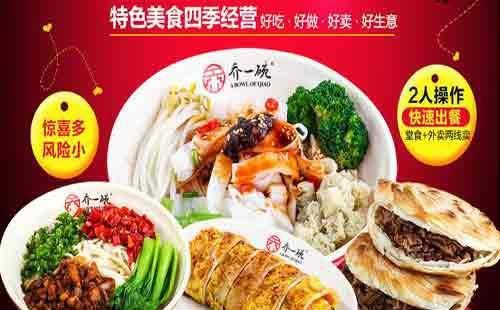 特色美食四季经营 好吃·好做·好卖·好生意
惊喜多
风险小
乔一碗®
A BOWL OF QIAO
2人操作
快速出餐
堂食+外卖两线卖
乔一碗
乔一碗